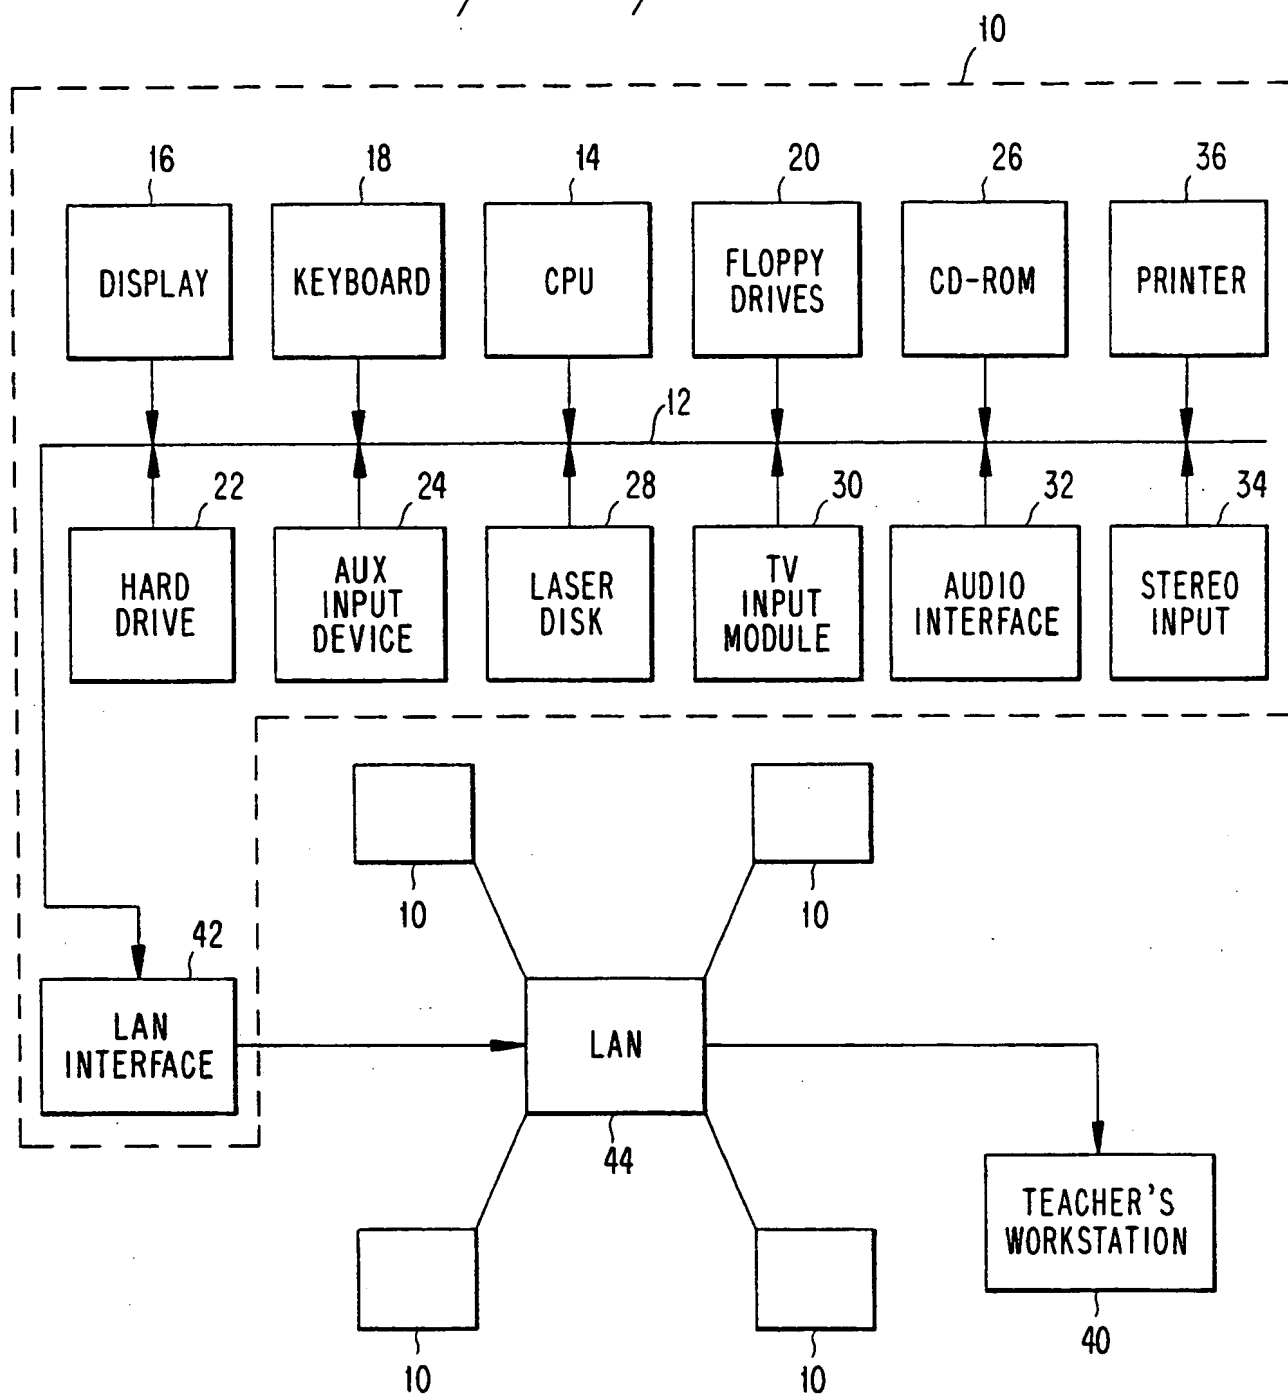 10
16
18
14
20
26
36
DISPLAY
KEYBOARD
CPU
FLOPPY
DRIVES
CD-ROM
PRINTER
12
22
24
28
30
32
34
HARD
DRIVE
AUX
INPUT
DEVICE
LASER
DISK
TV
INPUT
MODULE
AUDIO
INTERFACE
STEREO
INPUT
10
10
42
LAN
INTERFACE
LAN
44
TEACHER'S
WORKSTATION
40
10
10